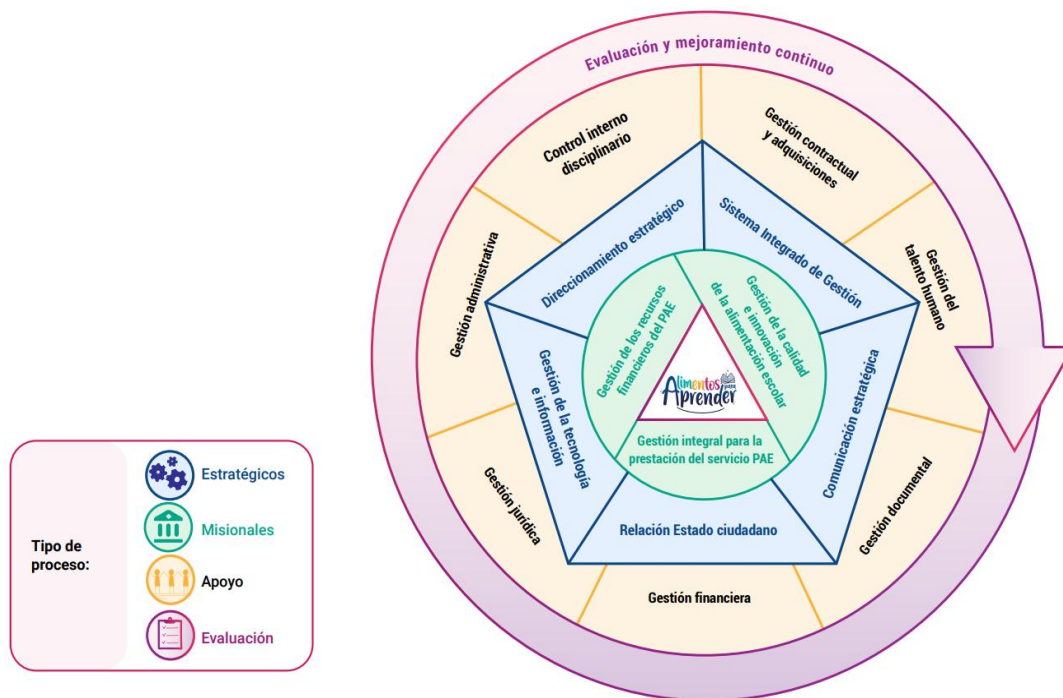 Evaluación y mejoramiento continuo
Control interno
disciplinario
Gestión contractual
y adquisiciones
Gestión administrativa
Gestión del
talento humano
Gestión jurídica
Gestión documental
Gestión financiera
Direccionamiento estratégico
Sistema Integrado de Gestión
Gestión de la tecnología
e información
Comunicación estratégica
Relación Estado ciudadano
Gestión de los recursos
financieros del PAE
Gestión de la calidad
e innovación
de la alimentación escolar
Gestión integral para la
prestación del servicio PAE
Alimentos
para
Aprender
Tipo de
proceso:
Estratégicos
Misionales
Apoyo
Evaluación